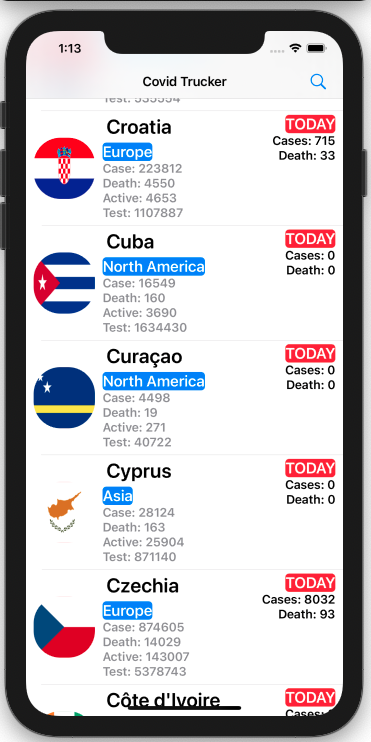 1:13
Covid Trucker
Test: 535554
Croatia
TODAY
Europe
Cases: 715
Case: 223812
Death: 33
Death: 4550
Active: 4653
Test: 1107887
Cuba
TODAY
North America
Cases: 0
Case: 16549
Death: 0
Death: 160
Active: 3690
Test: 1634430
Curaçao
TODAY
North America
Cases: 0
Case: 4498
Death: 0
Death: 19
Active: 271
Test: 40722
Cyprus
TODAY
Asia
Cases: 0
Case: 28124
Death: 0
Death: 163
Active: 25904
Test: 871140
Czechia
TODAY
Europe
Cases: 8032
Case: 874605
Death: 93
Death: 14029
Active: 143007
Test: 5378743
Côte d'Ivoire
TODAY